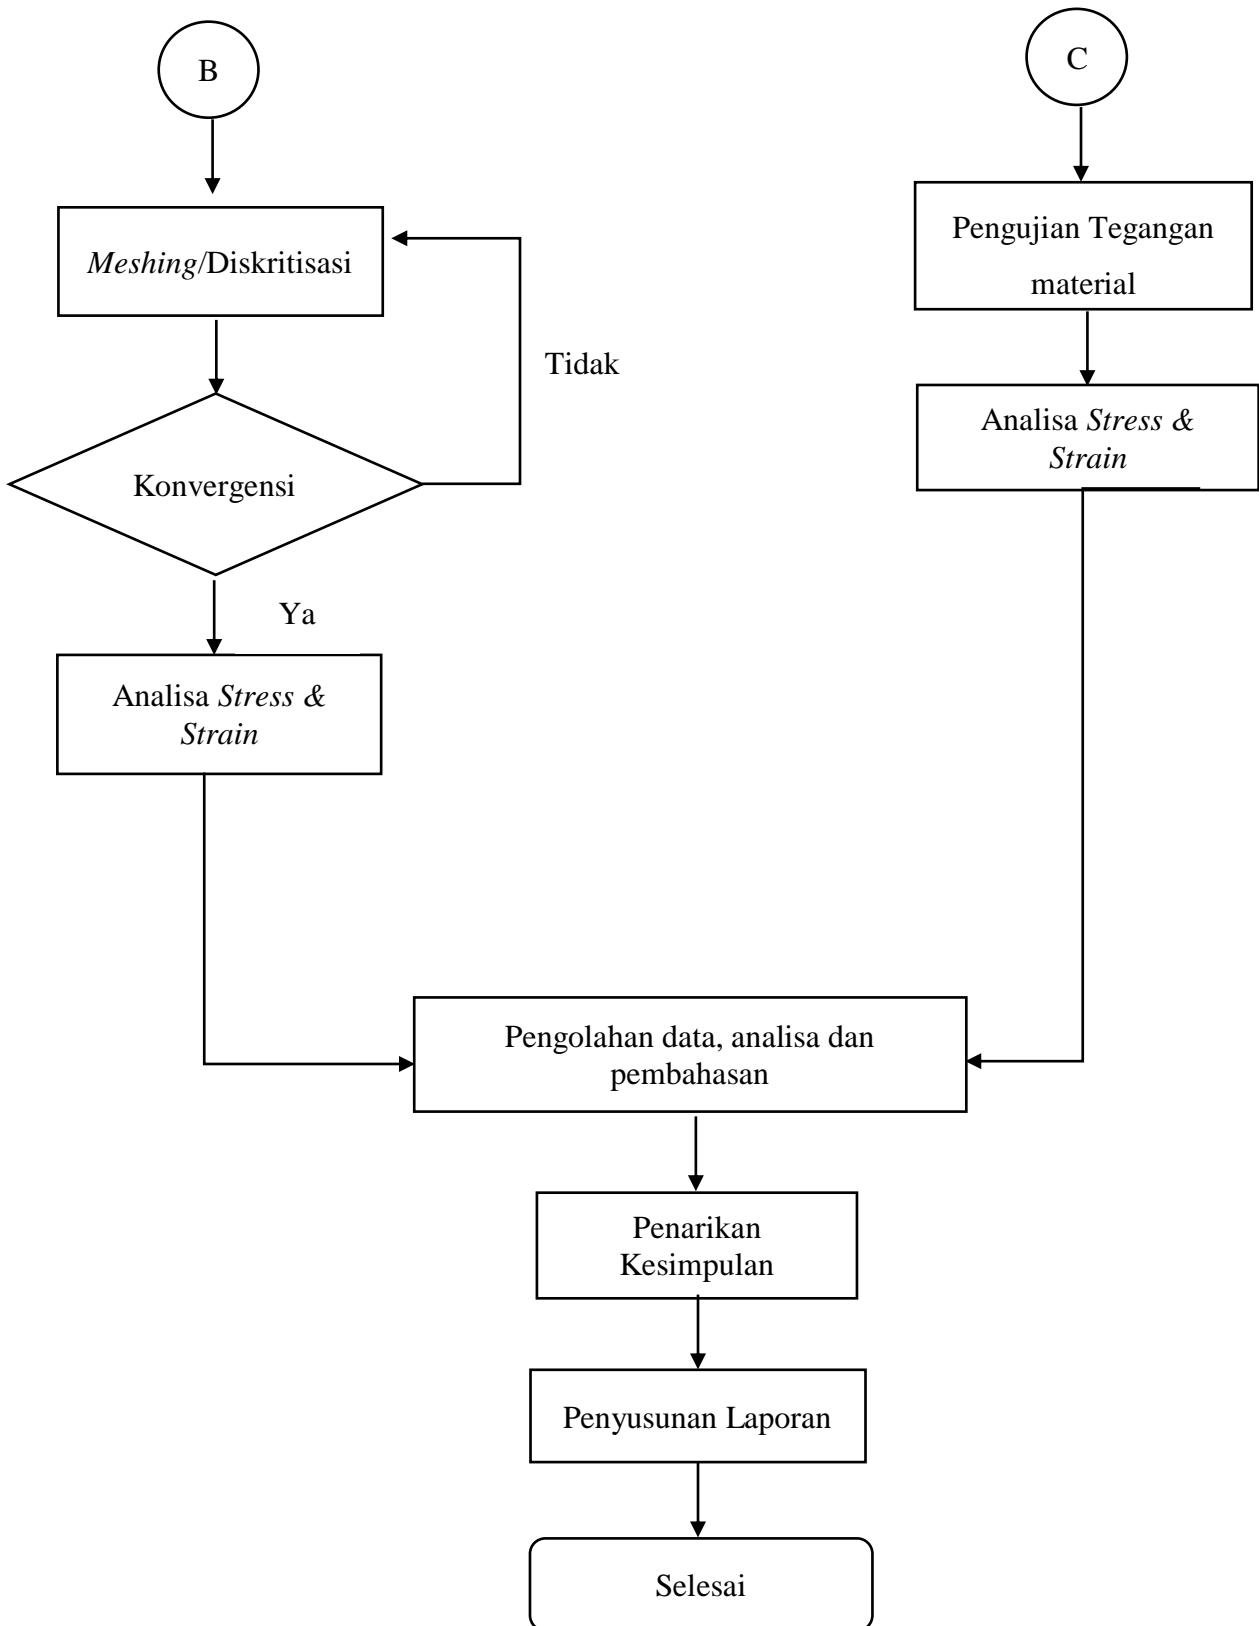 B
C
Meshing/Diskritisasi
Pengujian Tegangan
material
Tidak
Konvergensi
Analisa Stress &
Strain
Ya
Analisa Stress &
Strain
Pengolahan data, analisa dan
pembahasan
Penarikan
Kesimpulan
Penyusunan Laporan
Selesai